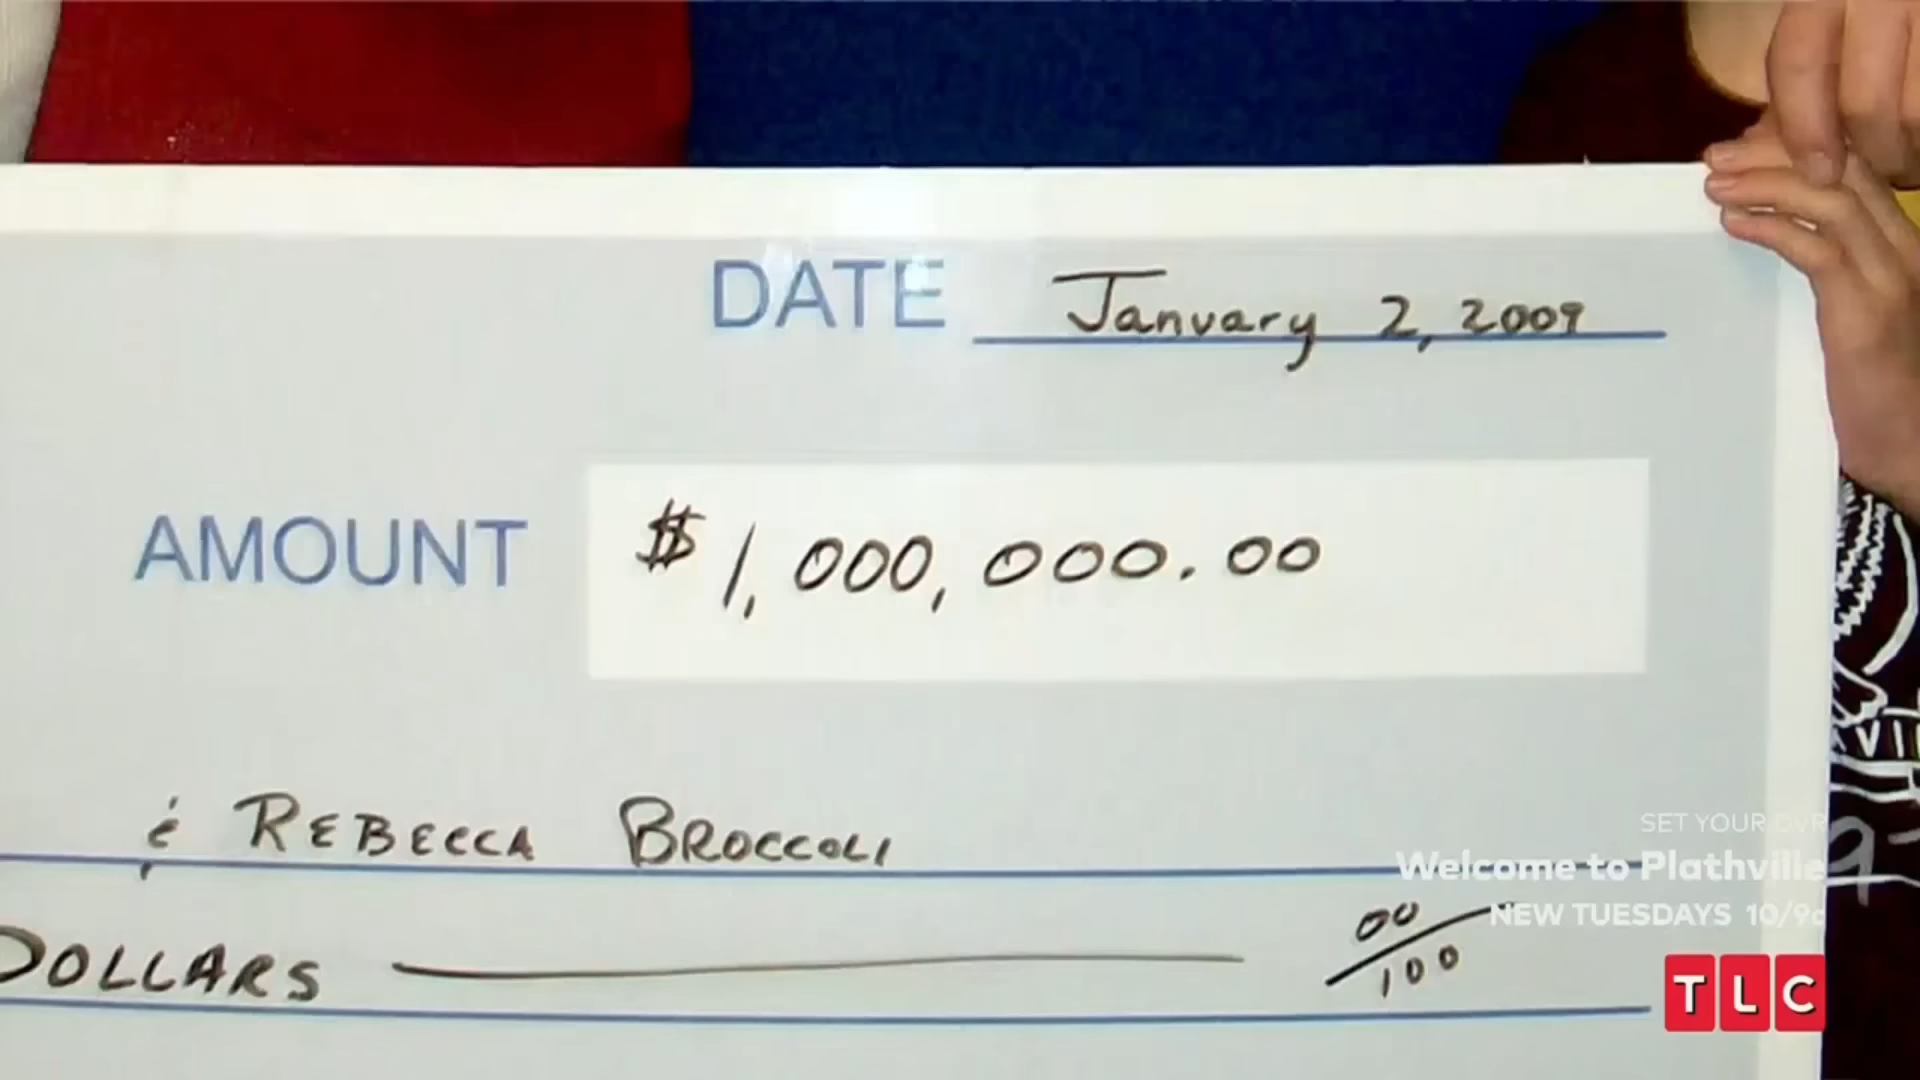 DATE January 2, 2009
AMOUNT $1,000,000.00
& REBECCA BROCCOLI
SET YOUR DVR
Welcome to Plathville
NEW TUESDAYS 10/9c
DOLLARS 00/100
TLC